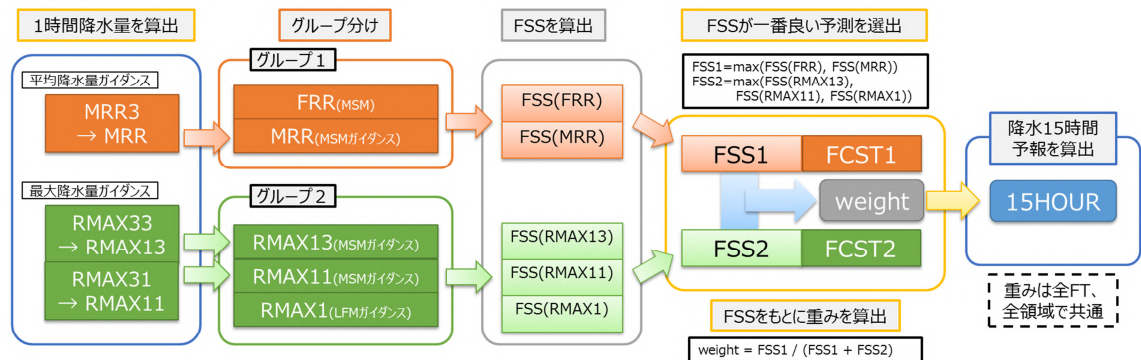 1時間降水量を算出
平均降水量ガイダンス
MRR3
→ MRR
最大降水量ガイダンス
RMAX33
→ RMAX13
RMAX31
→ RMAX11
グループ分け
グループ1
FRR(MSM)
MRR(MSMガイダンス)
グループ2
RMAX13(MSMガイダンス)
RMAX11(MSMガイダンス)
RMAX1(LFMガイダンス)
FSSを算出
FSS(FRR)
FSS(MRR)
FSS(RMAX13)
FSS(RMAX11)
FSS(RMAX1)
FSSが一番良い予測を選出
FSS1=max(FSS(FRR), FSS(MRR))
FSS2=max(FSS(RMAX13),
FSS(RMAX11), FSS(RMAX1))
FSS1 FCST1
weight
FSS2 FCST2
FSSをもとに重みを算出
weight = FSS1 / (FSS1 + FSS2)
降水15時間
予報を算出
15HOUR
重みは全FT、
全領域で共通